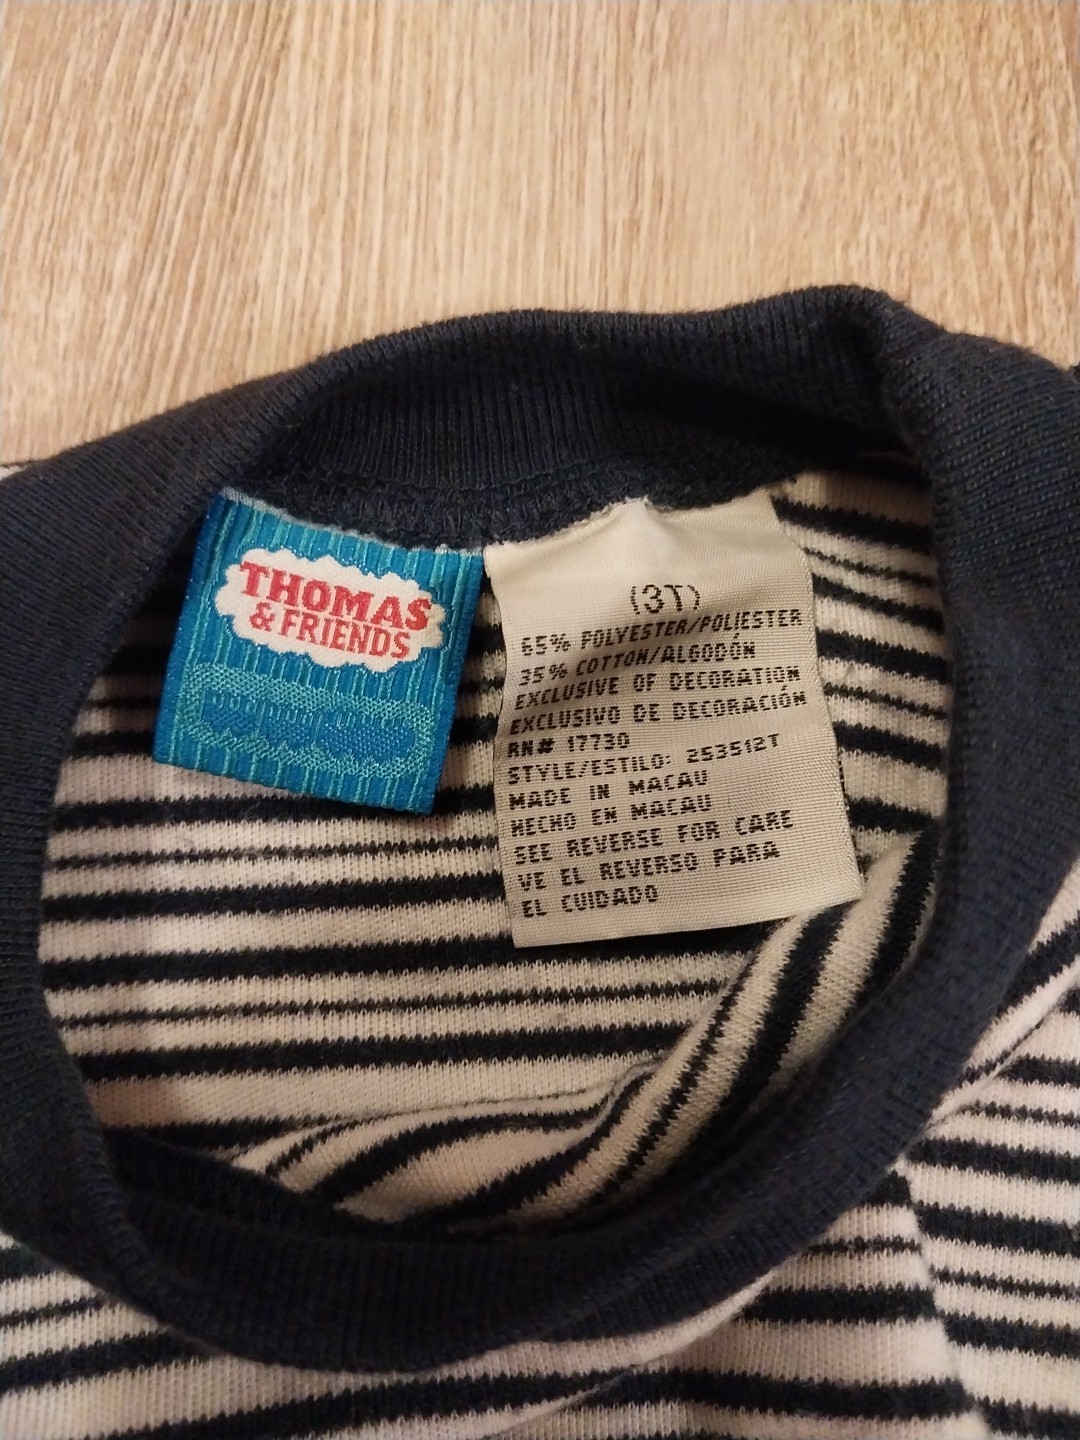 THOMAS
& FRIENDS
(3T)
65% POLYESTER/POLIESTER
35% COTTON/ALGODÓN
EXCLUSIVE OF DECORATION
EXCLUSIVO DE DECORACIÓN
RN# 17730
STYLE/ESTILO: 253512T
MADE IN MACAU
HECHO EN MACAU
SEE REVERSE FOR CARE
VE EL REVERSO PARA
EL CUIDADO